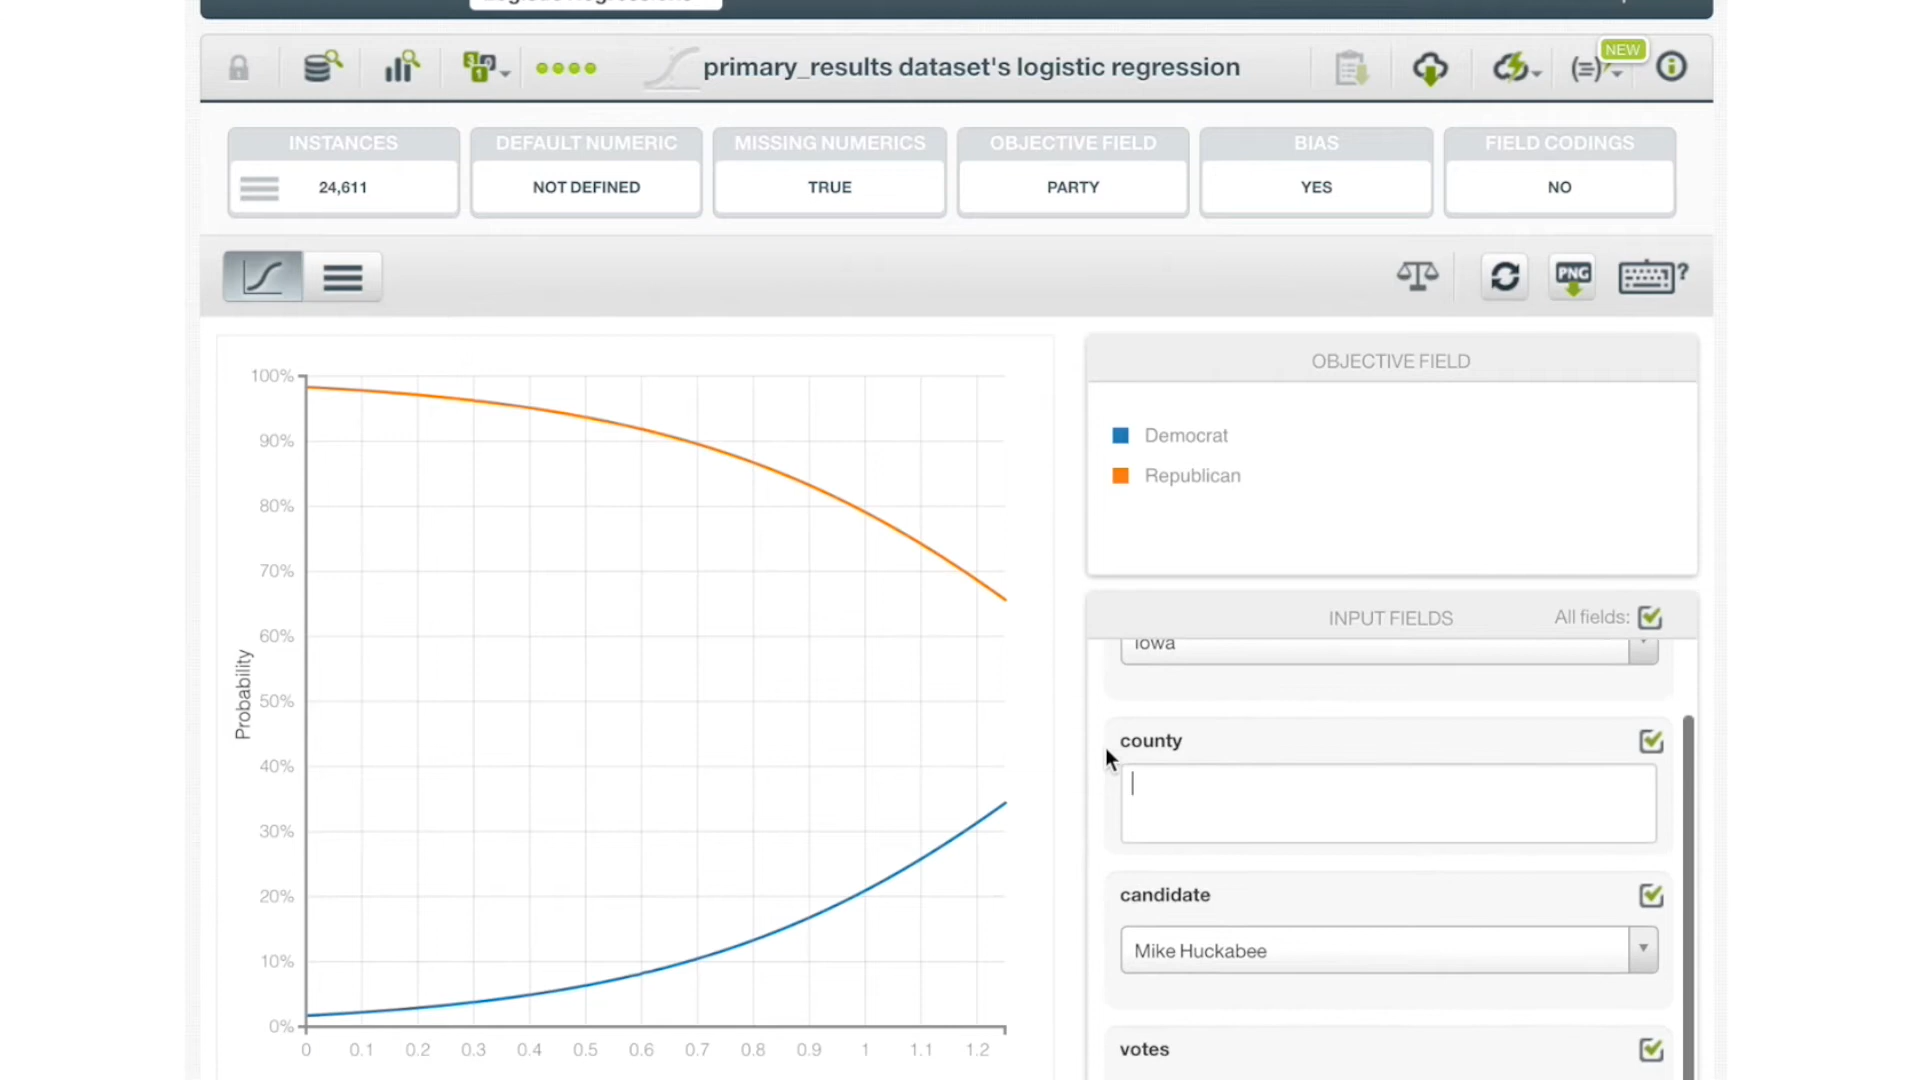 primary_results dataset's logistic regression
NEW
INSTANCES
24,611
DEFAULT NUMERIC
NOT DEFINED
MISSING NUMERICS
TRUE
OBJECTIVE FIELD
PARTY
BIAS
YES
FIELD CODINGS
NO
PNG
?
100%
90%
80%
70%
60%
50%
40%
30%
20%
10%
0%
Probability
0 0.1 0.2 0.3 0.4 0.5 0.6 0.7 0.8 0.9 1 1.1 1.2
OBJECTIVE FIELD
Democrat
Republican
INPUT FIELDS
All fields:
Iowa
county
candidate
Mike Huckabee
votes